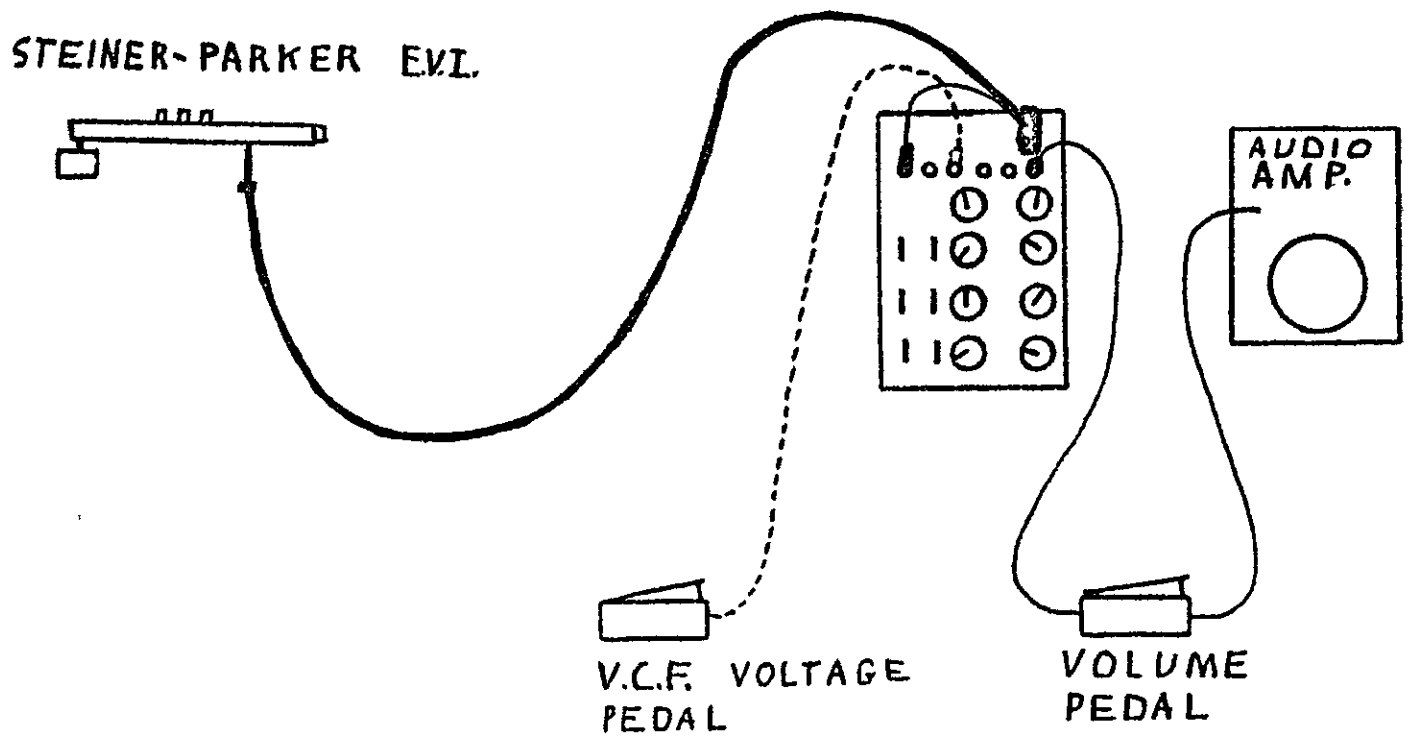 STEINER-PARKER E.V.I.
AUDIO
AMP.
V.C.F. VOLTAGE
PEDAL
VOLUME
PEDAL